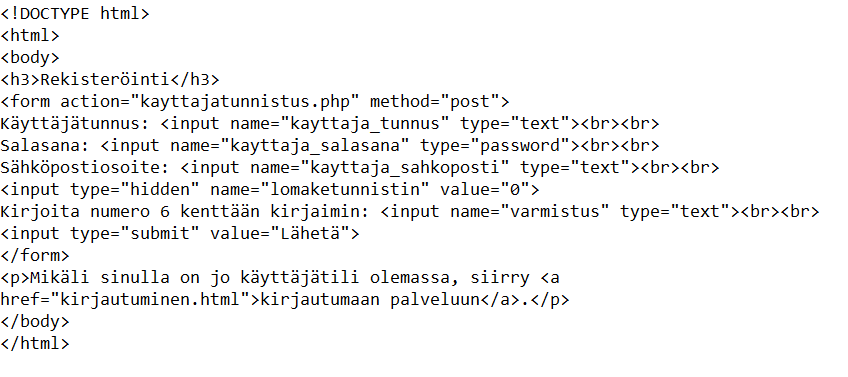 <!DOCTYPE html>
<html>
<body>
<h3>Rekisteröinti</h3>
<form action="kayttajatunnistus.php" method="post">
Käyttäjätunnus: <input name="kayttaja_tunnus" type="text"><br><br>
Salasana: <input name="kayttaja_salasana" type="password"><br><br>
Sähköpostiosoite: <input name="kayttaja_sahkoposti" type="text"><br><br>
<input type="hidden" name="lomaketunnistin" value="0">
Kirjoita numero 6 kenttään kirjaimin: <input name="varmistus" type="text"><br><br>
<input type="submit" value="Lähetä">
</form>
<p>Mikäli sinulla on jo käyttäjätili olemassa, siirry <a
href="kirjautuminen.html">kirjautumaan palveluun</a>.</p>
</body>
</html>